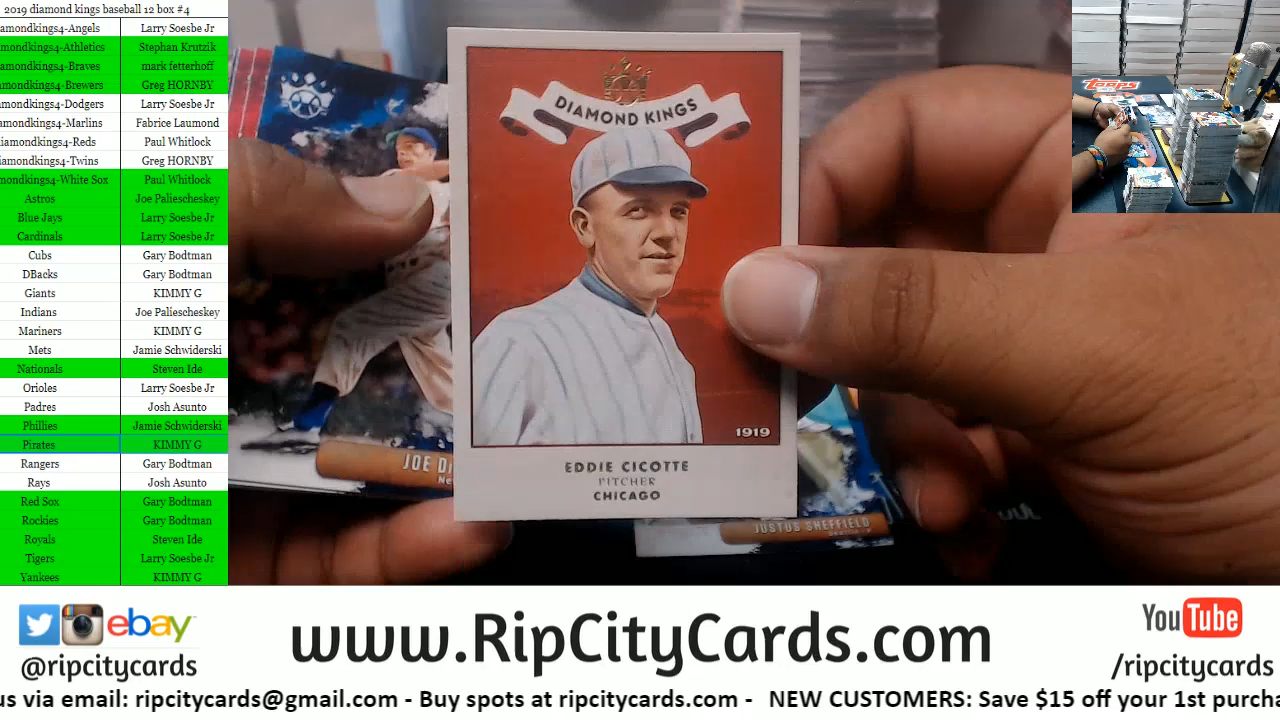 2019 diamond kings baseball 12 box #4
amondkings4-Angels Larry Soesbe Jr
mondkings4-Athletics Stephan Krutzik
amondkings4-Braves mark fetterhoff
amondkings4-Brewers Greg HORNBY
amondkings4-Dodgers Larry Soesbe Jr
amondkings4-Marlins Fabrice Laumond
iamondkings4-Reds Paul Whitlock
iamondkings4-Twins Greg HORNBY
mondkings4-White Sox Paul Whitlock
Astros Joe Paliescheskey
Blue Jays Larry Soesbe Jr
Cardinals Larry Soesbe Jr
Cubs Gary Bodtman
DBacks Gary Bodtman
Giants KIMMY G
Indians Joe Paliescheskey
Mariners KIMMY G
Mets Jamie Schwiderski
Nationals Steven Ide
Orioles Larry Soesbe Jr
Padres Josh Asunto
Phillies Jamie Schwiderski
Pirates KIMMY G
Rangers Gary Bodtman
Rays Josh Asunto
Red Sox Gary Bodtman
Rockies Gary Bodtman
Royals Steven Ide
Tigers Larry Soesbe Jr
Yankees KIMMY G
DIAMOND KINGS
1919
EDDIE CICOTTE
PITCHER
CHICAGO
JOE Di
Ne
JUSTUS SHEFFIELD
Topps
ebay
@ripcitycards
www.RipCityCards.com
YouTube
/ripcitycards
us via email: ripcitycards@gmail.com - Buy spots at ripcitycards.com - NEW CUSTOMERS: Save $15 off your 1st purcha